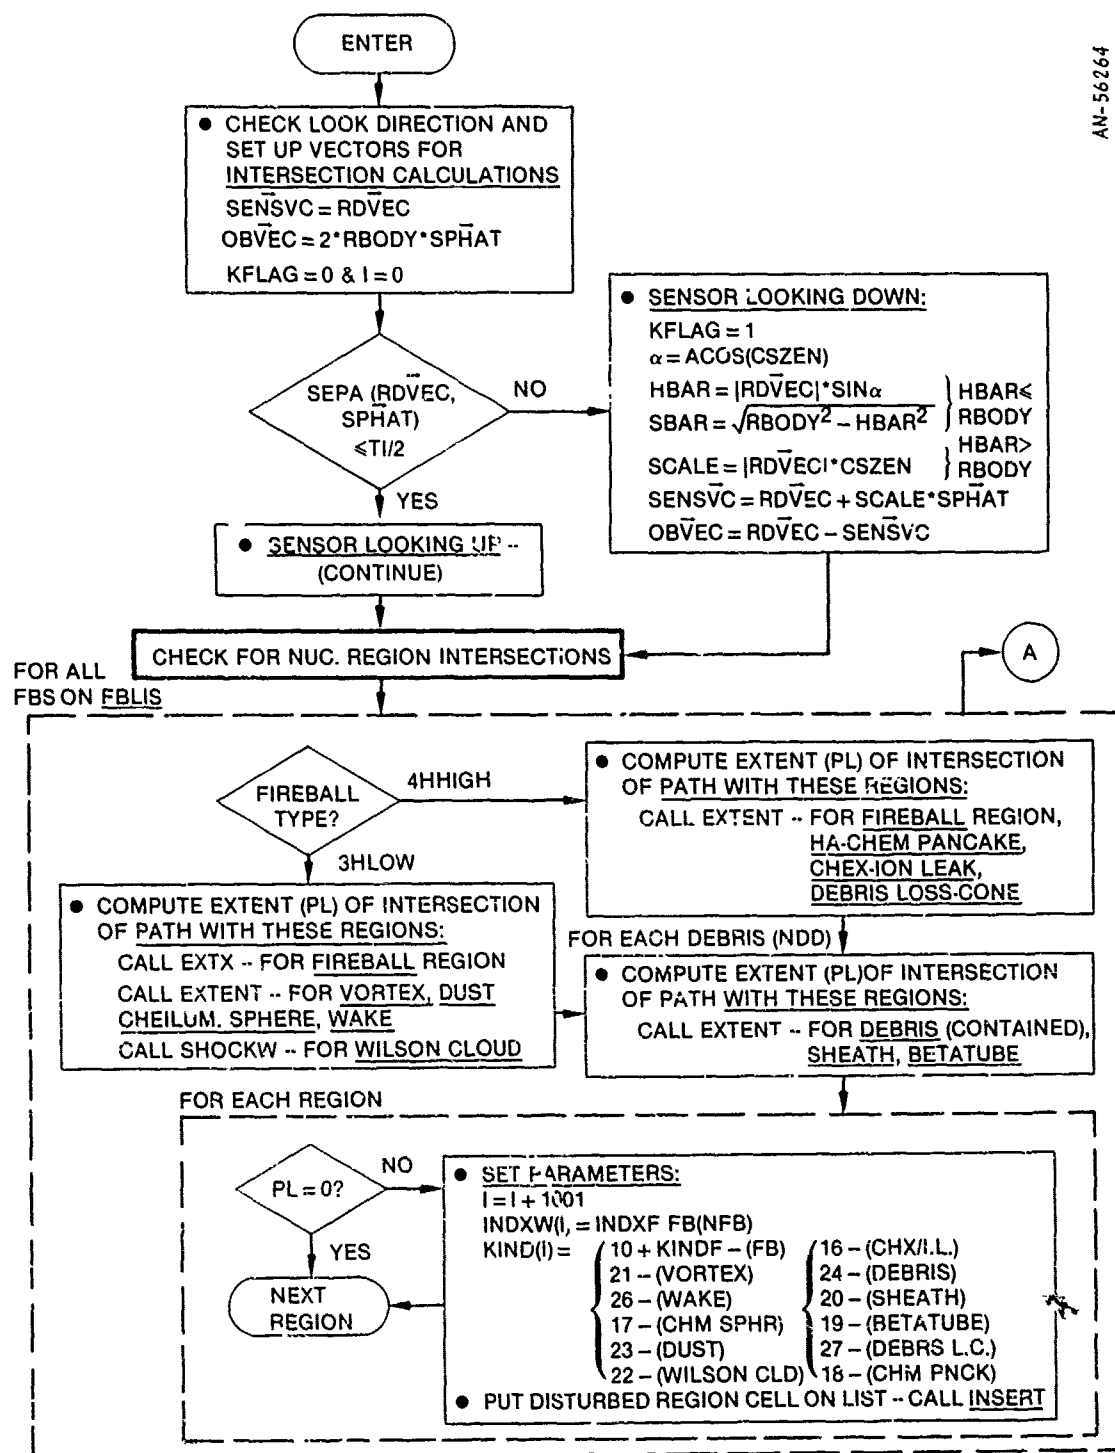 AN-56264
ENTER
● CHECK LOOK DIRECTION AND
SET UP VECTORS FOR
INTERSECTION CALCULATIONS
SENSVC = RDVEC
OBVEC = 2*RBODY*SPHAT
KFLAG = 0 & I = 0
SEPA (RDVEC,
SPHAT)
≤TI/2
NO
YES
● SENSOR LOOKING DOWN:
KFLAG = 1
α = ACOS(CSZEN)
HBAR = |RDVEC|*SINα
SBAR = √RBODY² – HBAR²
HBAR≤
RBODY
SCALE = |RDVEC|*CSZEN
HBAR>
RBODY
SENSVC = RDVEC + SCALE*SPHAT
OBVEC = RDVEC – SENSVC
● SENSOR LOOKING UP --
(CONTINUE)
CHECK FOR NUC. REGION INTERSECTIONS
A
FOR ALL
FBS ON FBLIS
FIREBALL
TYPE?
4HHIGH
3HLOW
● COMPUTE EXTENT (PL) OF INTERSECTION
OF PATH WITH THESE REGIONS:
CALL EXTENT -- FOR FIREBALL REGION,
HA-CHEM PANCAKE,
CHEX-ION LEAK,
DEBRIS LOSS-CONE
● COMPUTE EXTENT (PL) OF INTERSECTION
OF PATH WITH THESE REGIONS:
CALL EXTX -- FOR FIREBALL REGION
CALL EXTENT -- FOR VORTEX, DUST
CHEILUM. SPHERE, WAKE
CALL SHOCKW -- FOR WILSON CLOUD
FOR EACH DEBRIS (NDD)
● COMPUTE EXTENT (PL)OF INTERSECTION
OF PATH WITH THESE REGIONS:
CALL EXTENT -- FOR DEBRIS (CONTAINED),
SHEATH, BETATUBE
FOR EACH REGION
PL = 0?
NO
YES
NEXT
REGION
● SET PARAMETERS:
I = I + 1001
INDXW(I, = INDXF FB(NFB)
KIND(I) =
10 + KINDF – (FB)
21 – (VORTEX)
26 – (WAKE)
17 – (CHM SPHR)
23 – (DUST)
22 – (WILSON CLD)
16 – (CHX/I.L.)
24 – (DEBRIS)
20 – (SHEATH)
19 – (BETATUBE)
27 – (DEBRS L.C.)
18 – (CHM PNCK)
● PUT DISTURBED REGION CELL ON LIST -- CALL INSERT